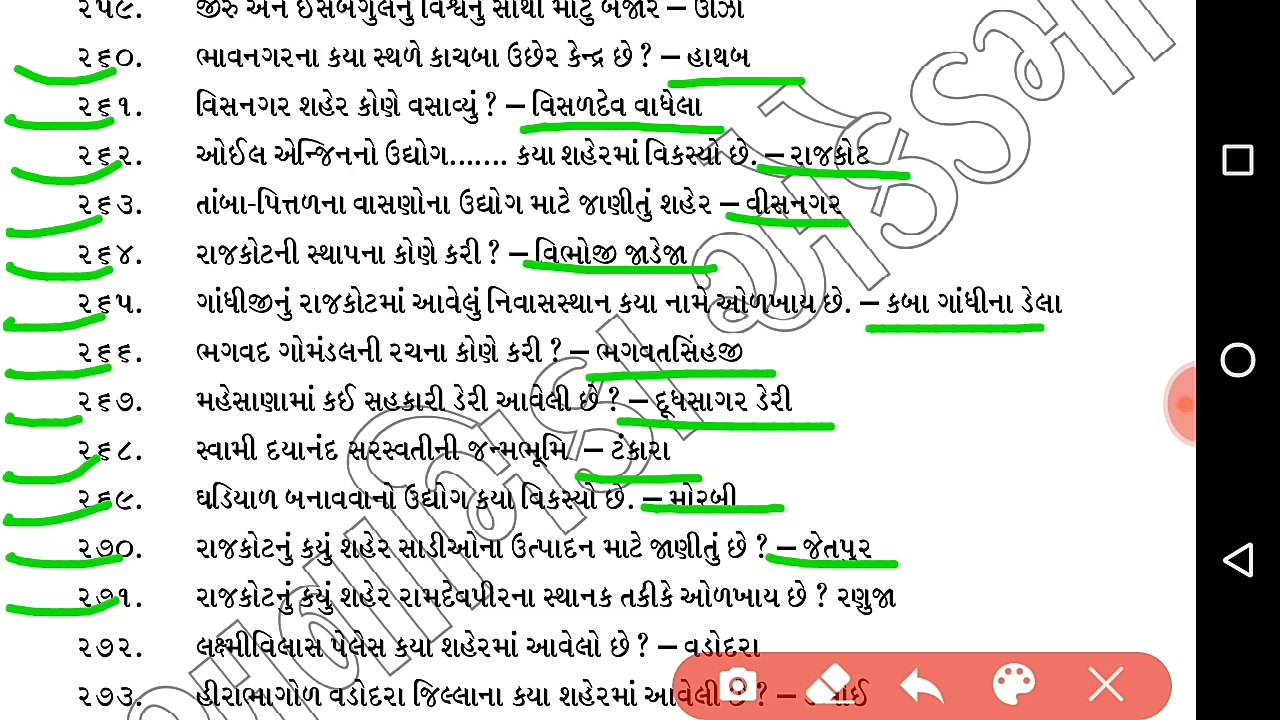 ૨૫૯. જીરુ અને ઇસબગુલનું વિશ્વનું સૌથી મોટું બજાર – ઊંઝા
૨૬૦. ભાવનગરના કયા સ્થળે કાચબા ઉછેર કેન્દ્ર છે ? – હાથબ
૨૬૧. વિસનગર શહેર કોણે વસાવ્યું ? – વિસળદેવ વાઘેલા
૨૬૨. ઓઈલ એન્જિનનો ઉદ્યોગ....... કયા શહેરમાં વિકસ્યો છે. – રાજકોટ
૨૬૩. તાંબા-પિત્તળના વાસણોના ઉદ્યોગ માટે જાણીતું શહેર – વીસનગર
૨૬૪. રાજકોટની સ્થાપના કોણે કરી ? – વિભોજી જાડેજા
૨૬૫. ગાંધીજીનું રાજકોટમાં આવેલું નિવાસસ્થાન કયા નામે ઓળખાય છે. – કબા ગાંધીના ડેલા
૨૬૬. ભગવદ ગોમંડલની રચના કોણે કરી ? – ભગવતસિંહજી
૨૬૭. મહેસાણામાં કઈ સહકારી ડેરી આવેલી છે ? – દૂધસાગર ડેરી
૨૬૮. સ્વામી દયાનંદ સરસ્વતીની જન્મભૂમિ – ટંકારા
૨૬૯. ઘડિયાળ બનાવવાનો ઉદ્યોગ કયા વિકસ્યો છે. – મોરબી
૨૭૦. રાજકોટનું કયું શહેર સાડીઓના ઉત્પાદન માટે જાણીતું છે ? – જેતપુર
૨૭૧. રાજકોટનું કયું શહેર રામદેવપીરના સ્થાનક તકીકે ઓળખાય છે ? રણુજા
૨૭૨. લક્ષ્મીવિલાસ પેલેસ કયા શહેરમાં આવેલો છે ? – વડોદરા
૨૭૩. હીરાભાગોળ વડોદરા જિલ્લાના કયા શહેરમાં આવેલી છે ? –